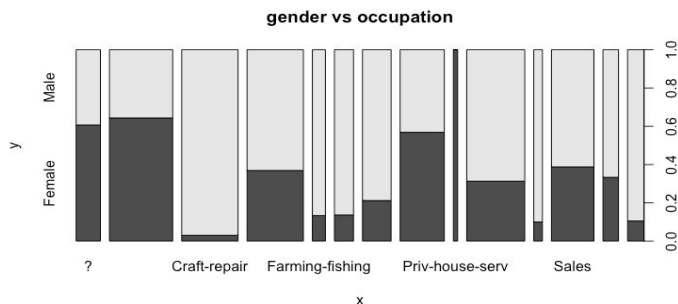 gender vs occupation
Male
Female
y
1.0
0.8
0.6
0.4
0.2
0.0
? Craft-repair Farming-fishing Priv-house-serv Sales
x